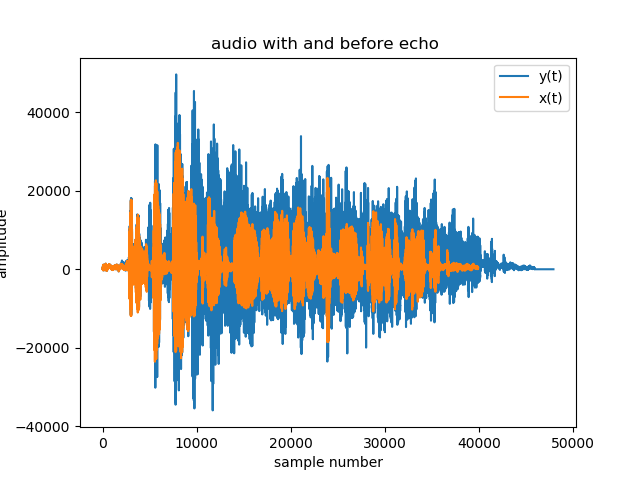 audio with and before echo
y(t)
x(t)
40000
20000
0
−20000
−40000
amplitude
0
10000
20000
30000
40000
50000
sample number